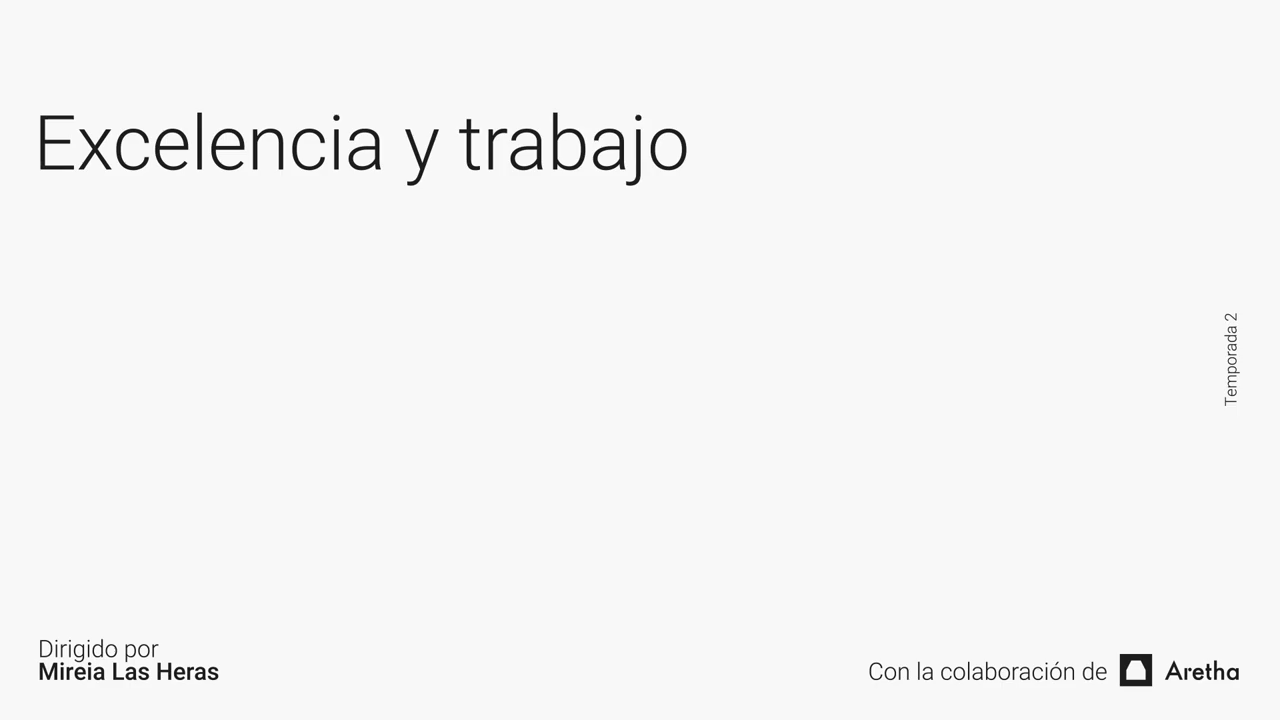 Excelencia y trabajo
Temporada 2
Dirigido por
Mireia Las Heras
Con la colaboración de Aretha